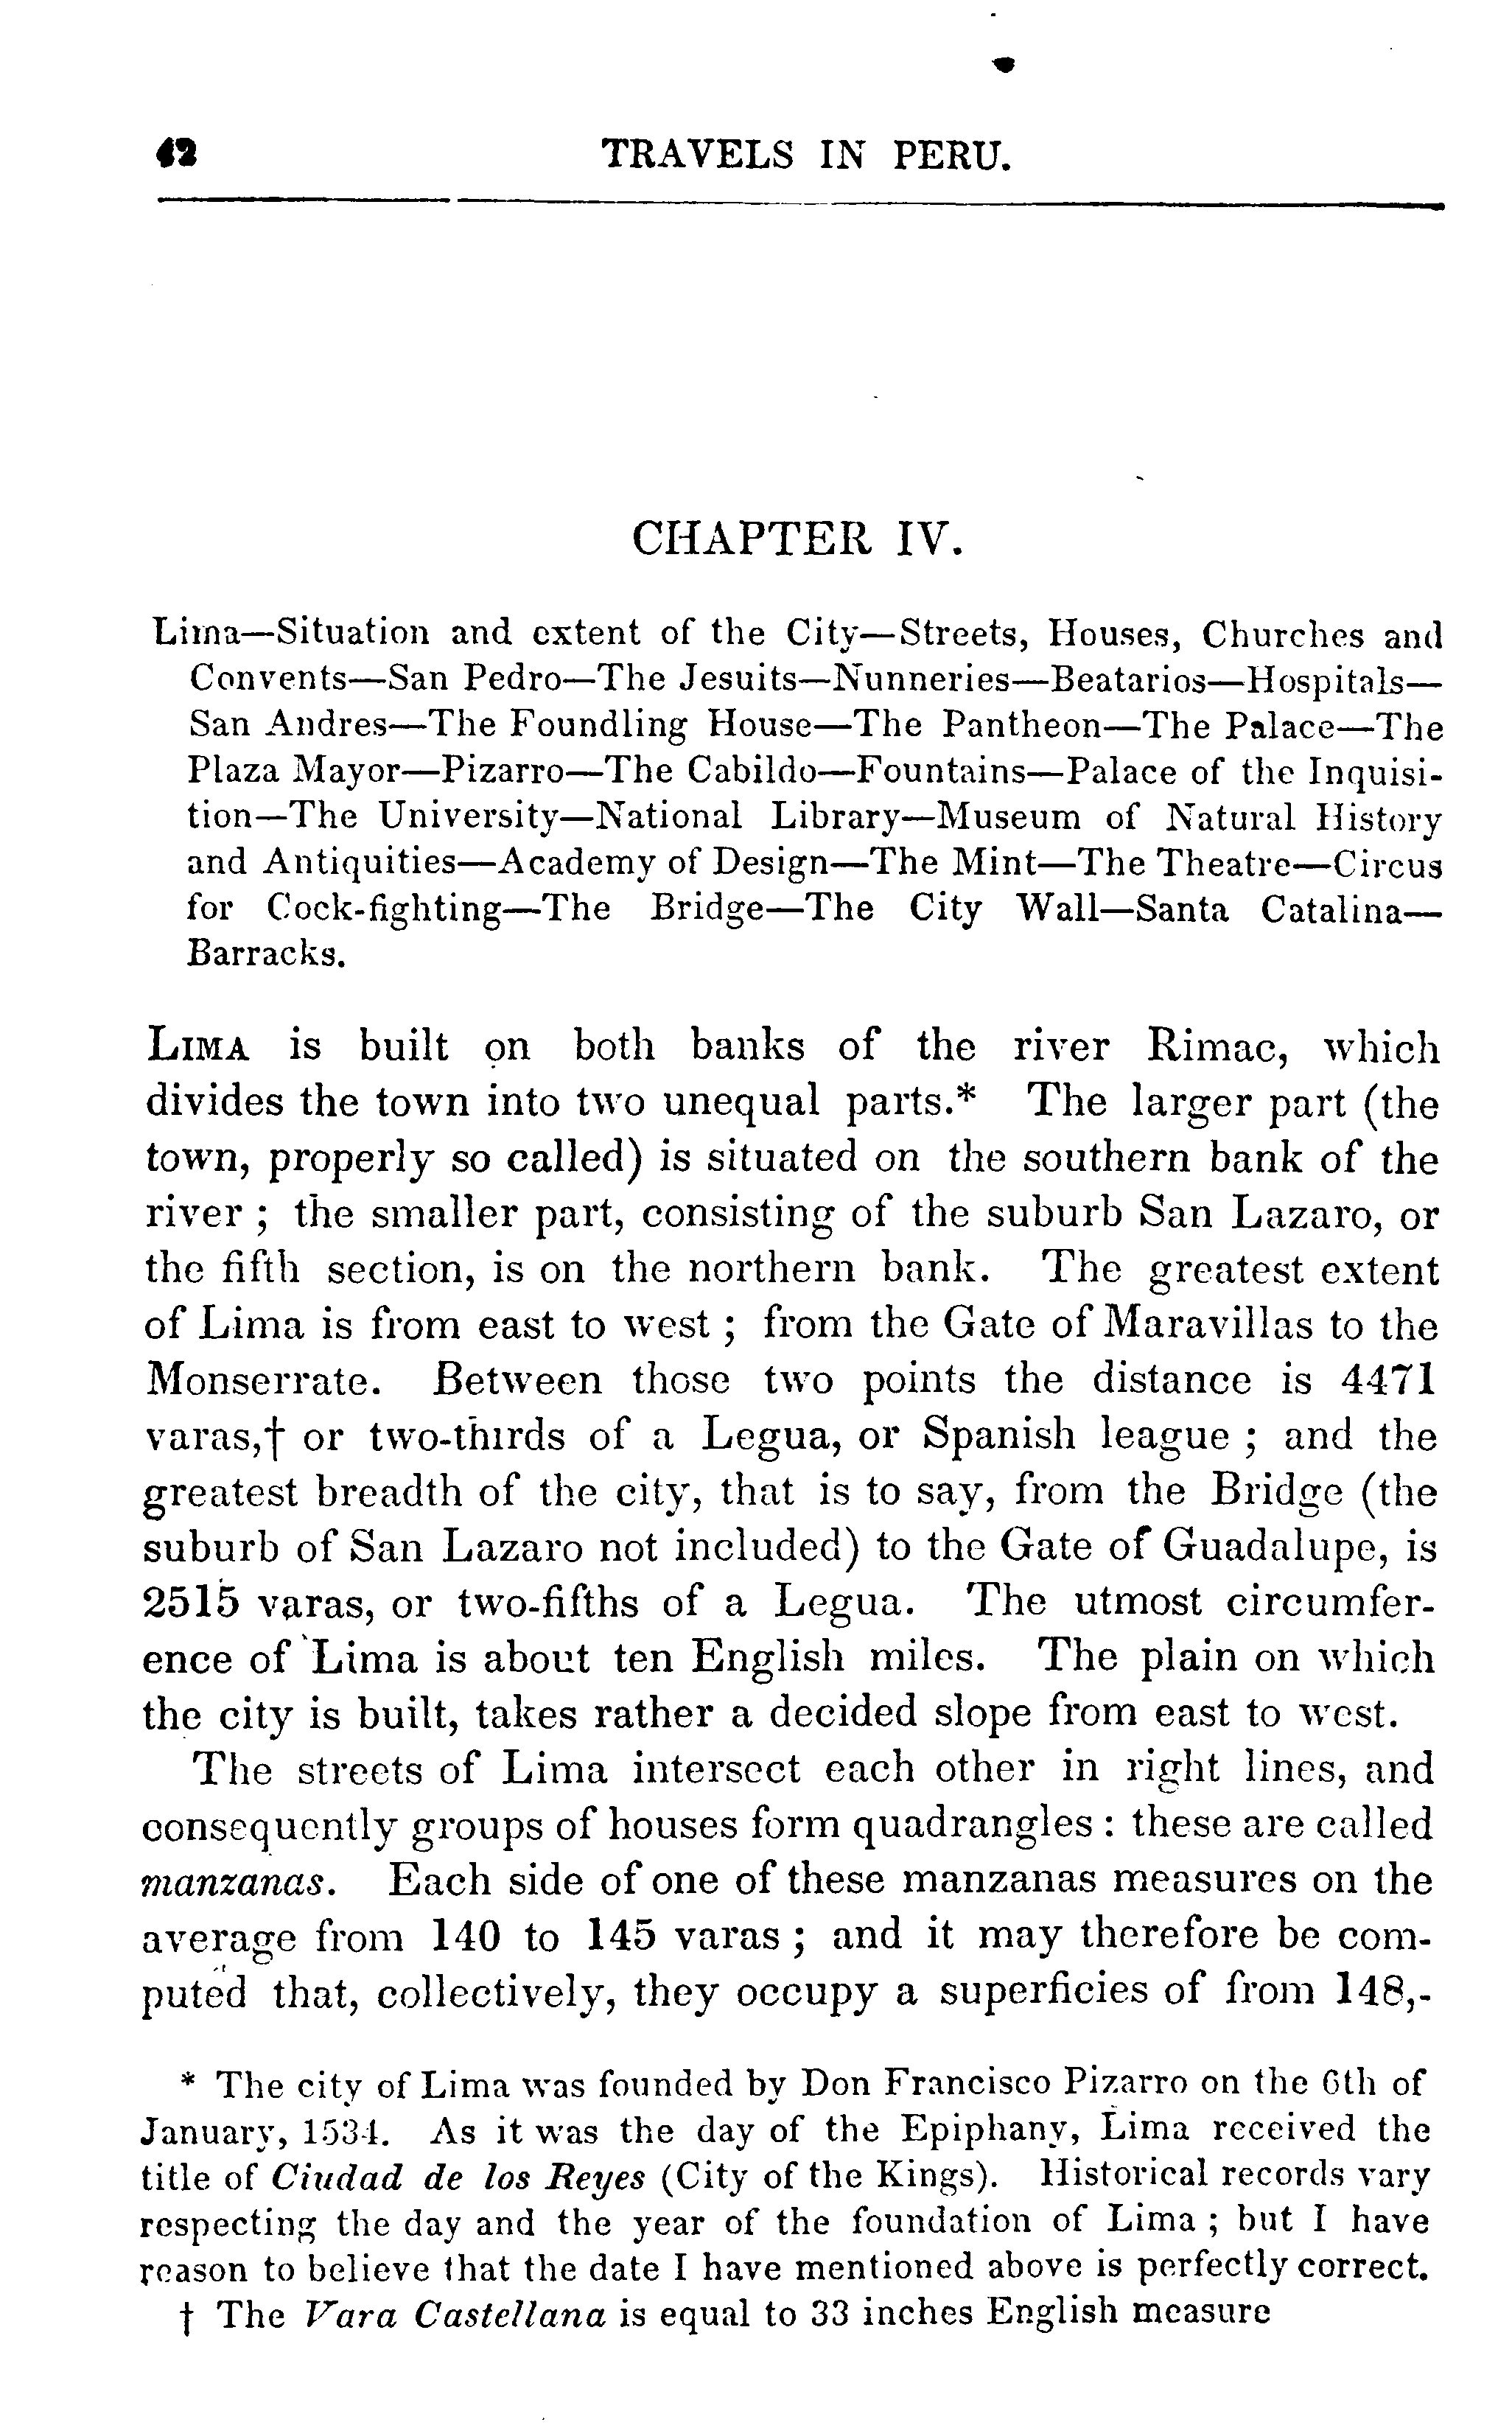 42 TRAVELS IN PERU.
CHAPTER IV.
Lima—Situation and extent of the City—Streets, Houses, Churches and
Convents—San Pedro—The Jesuits—Nunneries—Beatarios—Hospitals—
San Andres—The Foundling House—The Pantheon—The Palace—The
Plaza Mayor—Pizarro—The Cabildo—Fountains—Palace of the Inquisi-
tion—The University—National Library—Museum of Natural History
and Antiquities—Academy of Design—The Mint—The Theatre—Circus
for Cock-fighting—The Bridge—The City Wall—Santa Catalina—
Barracks.
LIMA is built on both banks of the river Rimac, which
divides the town into two unequal parts.* The larger part (the
town, properly so called) is situated on the southern bank of the
river ; the smaller part, consisting of the suburb San Lazaro, or
the fifth section, is on the northern bank. The greatest extent
of Lima is from east to west ; from the Gate of Maravillas to the
Monserrate. Between those two points the distance is 4471
varas,† or two-thirds of a Legua, or Spanish league ; and the
greatest breadth of the city, that is to say, from the Bridge (the
suburb of San Lazaro not included) to the Gate of Guadalupe, is
2515 varas, or two-fifths of a Legua. The utmost circumfer-
ence of Lima is about ten English miles. The plain on which
the city is built, takes rather a decided slope from east to west.
The streets of Lima intersect each other in right lines, and
consequently groups of houses form quadrangles : these are called
manzanas. Each side of one of these manzanas measures on the
average from 140 to 145 varas ; and it may therefore be com-
puted that, collectively, they occupy a superficies of from 148,-
* The city of Lima was founded by Don Francisco Pizarro on the 6th of
January, 1534. As it was the day of the Epiphany, Lima received the
title of Ciudad de los Reyes (City of the Kings). Historical records vary
respecting the day and the year of the foundation of Lima ; but I have
reason to believe that the date I have mentioned above is perfectly correct.
† The Vara Castellana is equal to 33 inches English measure